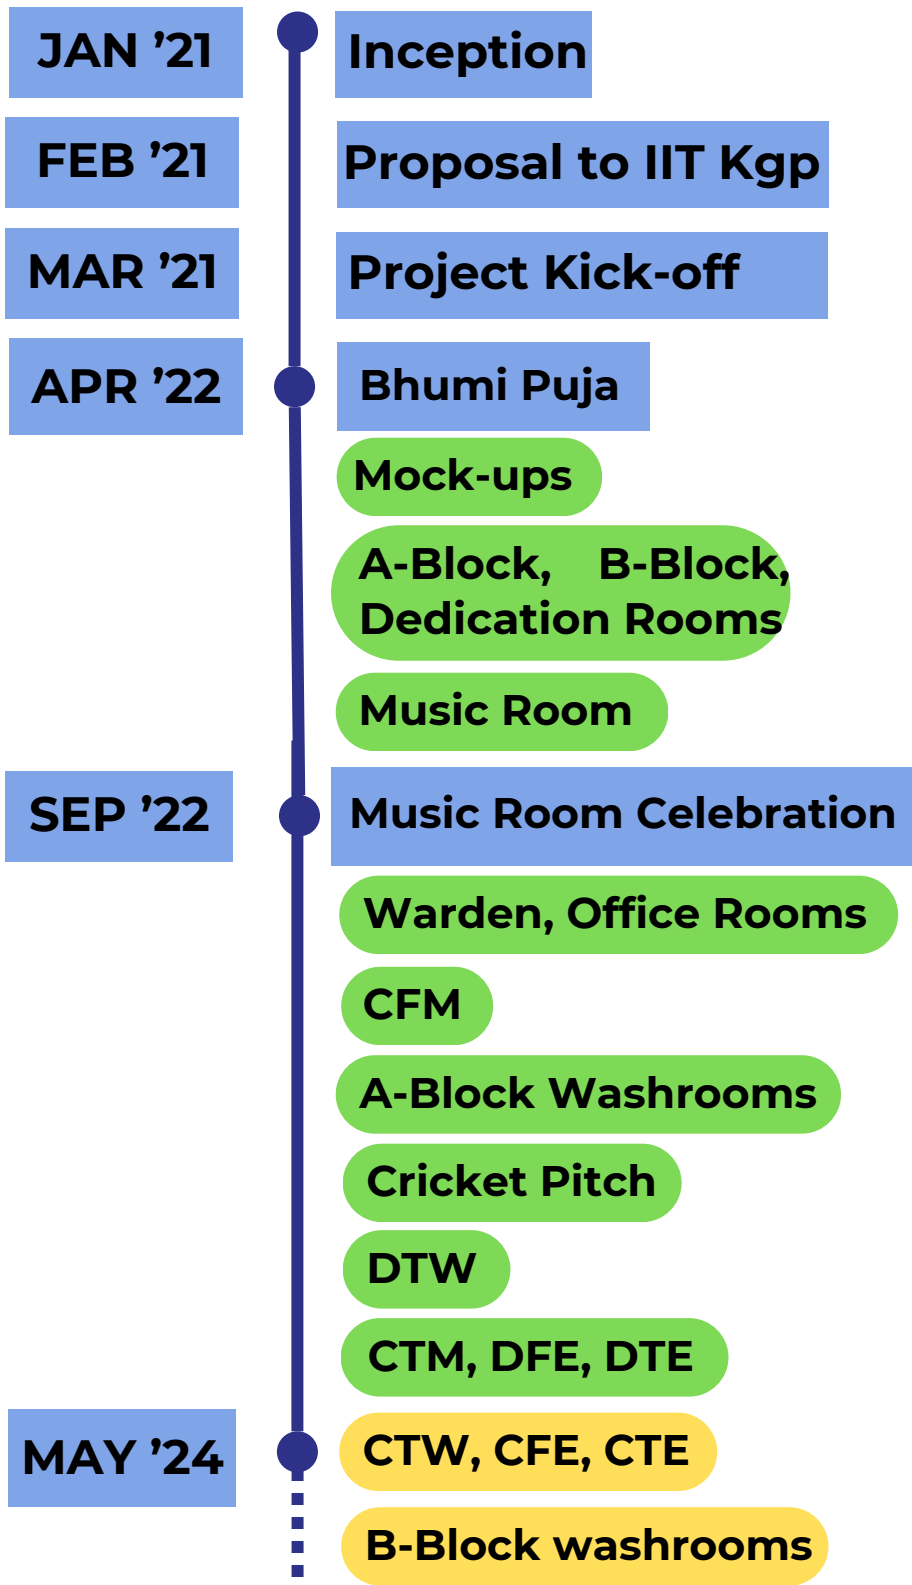 JAN ’21
Inception
FEB ’21
Proposal to IIT Kgp
MAR ’21
Project Kick-off
APR ’22
Bhumi Puja
Mock-ups
A-Block, B-Block,
Dedication Rooms
Music Room
SEP ’22
Music Room Celebration
Warden, Office Rooms
CFM
A-Block Washrooms
Cricket Pitch
DTW
CTM, DFE, DTE
MAY ’24
CTW, CFE, CTE
B-Block washrooms